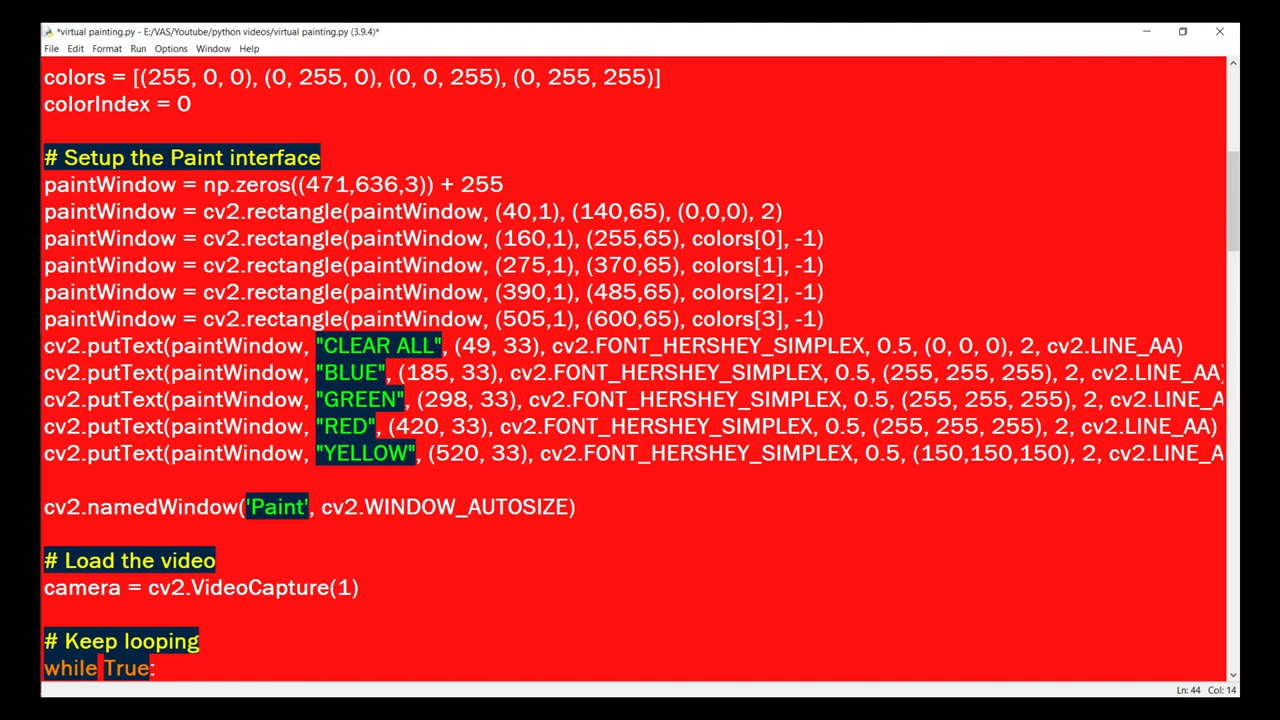 *virtual painting.py - E:/VAS/Youtube/python videos/virtual painting.py (3.9.4)*
File Edit Format Run Options Window Help
colors = [(255, 0, 0), (0, 255, 0), (0, 0, 255), (0, 255, 255)]
colorIndex = 0
# Setup the Paint interface
paintWindow = np.zeros((471,636,3)) + 255
paintWindow = cv2.rectangle(paintWindow, (40,1), (140,65), (0,0,0), 2)
paintWindow = cv2.rectangle(paintWindow, (160,1), (255,65), colors[0], -1)
paintWindow = cv2.rectangle(paintWindow, (275,1), (370,65), colors[1], -1)
paintWindow = cv2.rectangle(paintWindow, (390,1), (485,65), colors[2], -1)
paintWindow = cv2.rectangle(paintWindow, (505,1), (600,65), colors[3], -1)
cv2.putText(paintWindow, "CLEAR ALL", (49, 33), cv2.FONT_HERSHEY_SIMPLEX, 0.5, (0, 0, 0), 2, cv2.LINE_AA)
cv2.putText(paintWindow, "BLUE", (185, 33), cv2.FONT_HERSHEY_SIMPLEX, 0.5, (255, 255, 255), 2, cv2.LINE_AA)
cv2.putText(paintWindow, "GREEN", (298, 33), cv2.FONT_HERSHEY_SIMPLEX, 0.5, (255, 255, 255), 2, cv2.LINE_A
cv2.putText(paintWindow, "RED", (420, 33), cv2.FONT_HERSHEY_SIMPLEX, 0.5, (255, 255, 255), 2, cv2.LINE_AA)
cv2.putText(paintWindow, "YELLOW", (520, 33), cv2.FONT_HERSHEY_SIMPLEX, 0.5, (150,150,150), 2, cv2.LINE_A
cv2.namedWindow('Paint', cv2.WINDOW_AUTOSIZE)
# Load the video
camera = cv2.VideoCapture(1)
# Keep looping
while True:
Ln: 44 Col: 14